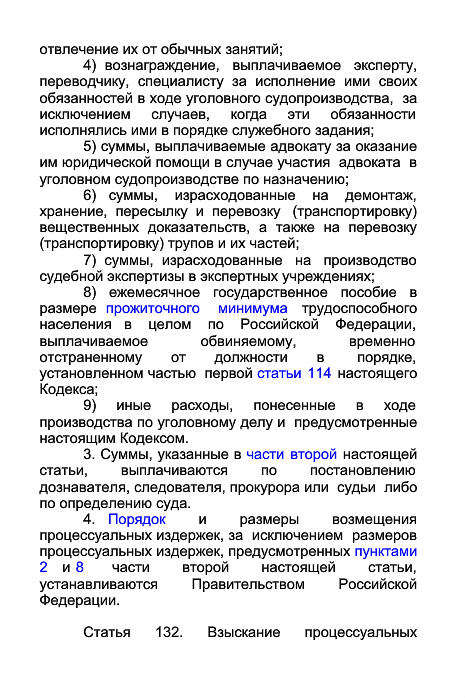 отвлечение их от обычных занятий;
4) вознаграждение, выплачиваемое эксперту,
переводчику, специалисту за исполнение ими своих
обязанностей в ходе уголовного судопроизводства, за
исключением случаев, когда эти обязанности
исполнялись ими в порядке служебного задания;
5) суммы, выплачиваемые адвокату за оказание
им юридической помощи в случае участия адвоката в
уголовном судопроизводстве по назначению;
6) суммы, израсходованные на демонтаж,
хранение, пересылку и перевозку (транспортировку)
вещественных доказательств, а также на перевозку
(транспортировку) трупов и их частей;
7) суммы, израсходованные на производство
судебной экспертизы в экспертных учреждениях;
8) ежемесячное государственное пособие в
размере прожиточного минимума трудоспособного
населения в целом по Российской Федерации,
выплачиваемое обвиняемому, временно
отстраненному от должности в порядке,
установленном частью первой статьи 114 настоящего
Кодекса;
9) иные расходы, понесенные в ходе
производства по уголовному делу и предусмотренные
настоящим Кодексом.
3. Суммы, указанные в части второй настоящей
статьи, выплачиваются по постановлению
дознавателя, следователя, прокурора или судьи либо
по определению суда.
4. Порядок и размеры возмещения
процессуальных издержек, за исключением размеров
процессуальных издержек, предусмотренных пунктами
2 и 8 части второй настоящей статьи,
устанавливаются Правительством Российской
Федерации.
Статья 132. Взыскание процессуальных